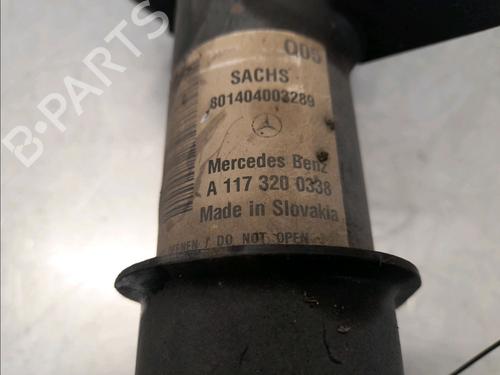 Q05
SACHS
801404003289
Mercedes Benz
A 117 320 0338
Made in Slovakia
/ DO NOT OPEN
B-PARTS